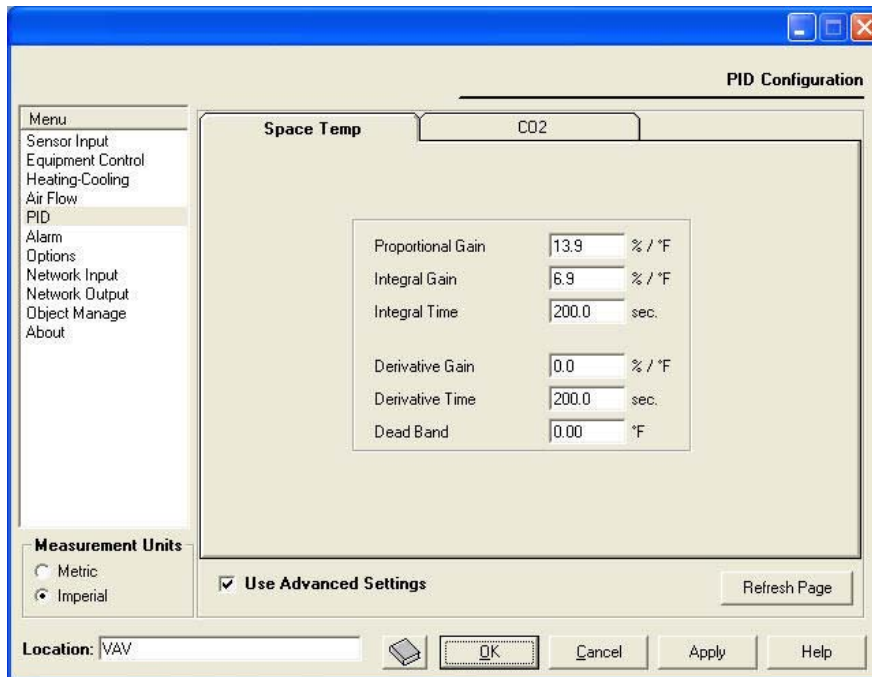 PID Configuration
Menu
Sensor Input
Equipment Control
Heating-Cooling
Air Flow
PID
Alarm
Options
Network Input
Network Output
Object Manage
About
Space Temp
CO2
Proportional Gain 13.9 % / °F
Integral Gain 6.9 % / °F
Integral Time 200.0 sec.
Derivative Gain 0.0 % / °F
Derivative Time 200.0 sec.
Dead Band 0.00 °F
Measurement Units
Metric
Imperial
Use Advanced Settings
Refresh Page
Location: VAV
OK
Cancel
Apply
Help